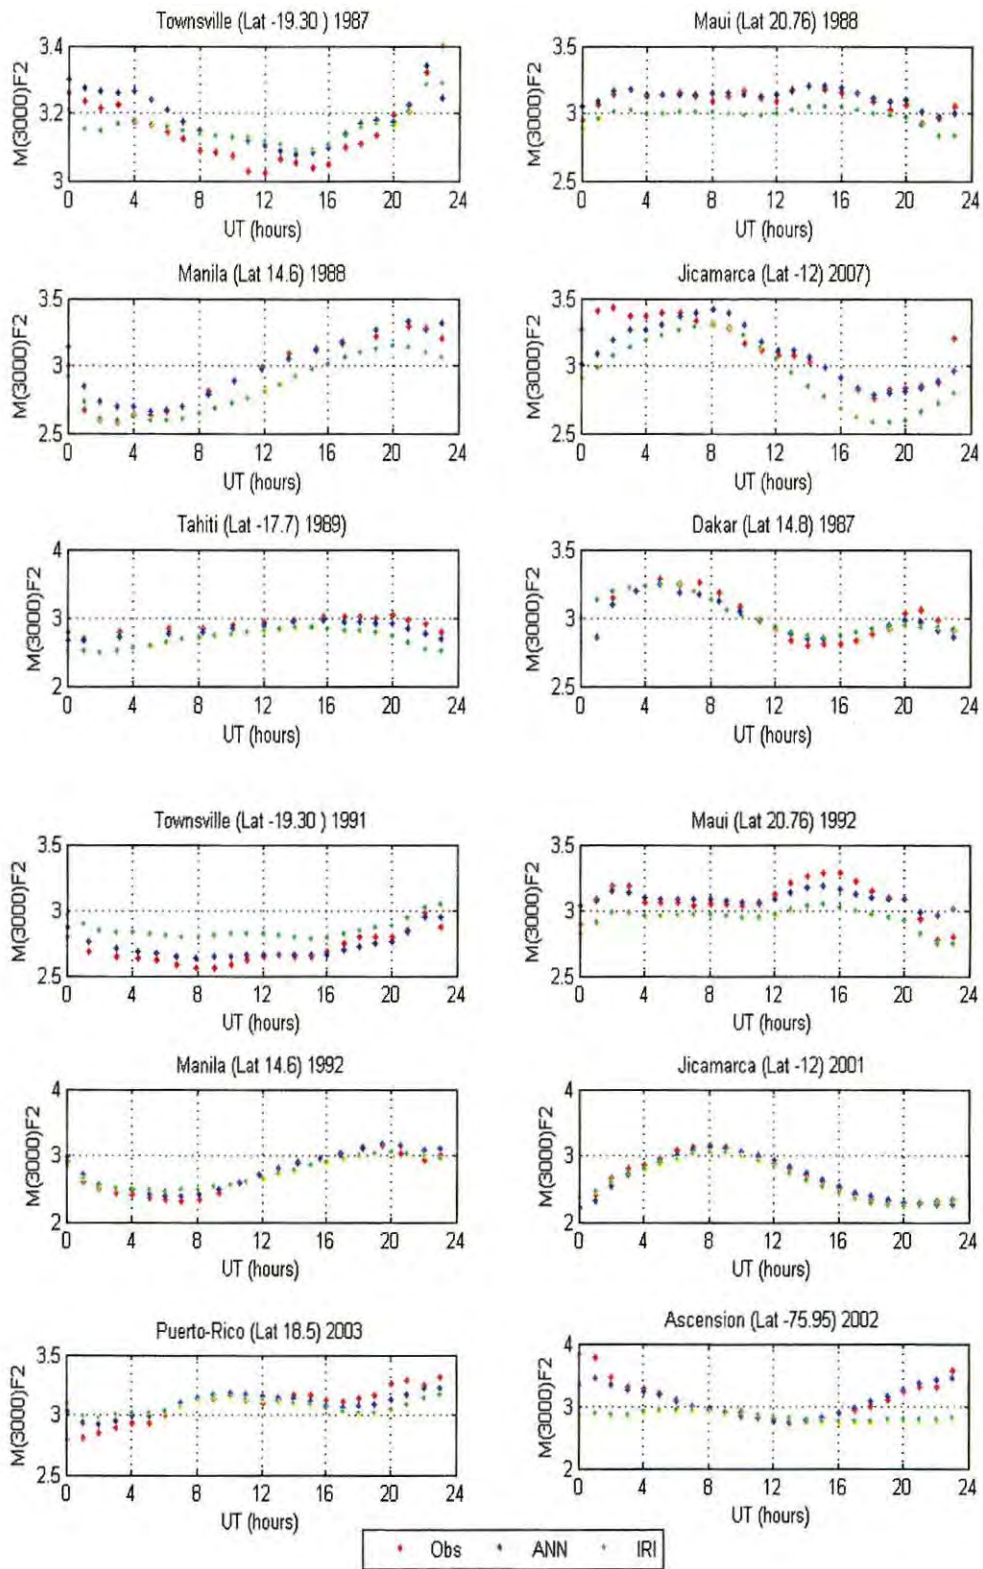 Townsville (Lat -19.30 ) 1987
M(3000)F2
3.4
3.2
3
0 4 8 12 16 20 24
UT (hours)
Maui (Lat 20.76) 1988
M(3000)F2
3.5
3
2.5
0 4 8 12 16 20 24
UT (hours)
Manila (Lat 14.6) 1988
M(3000)F2
3.5
3
2.5
0 4 8 12 16 20 24
UT (hours)
Jicamarca (Lat -12) 2007)
M(3000)F2
3.5
3
2.5
0 4 8 12 16 20 24
UT (hours)
Tahiti (Lat -17.7) 1989)
M(3000)F2
4
3
2
0 4 8 12 16 20 24
UT (hours)
Dakar (Lat 14.8) 1987
M(3000)F2
3.5
3
2.5
0 4 8 12 16 20 24
UT (hours)
Townsville (Lat -19.30 ) 1991
M(3000)F2
3.5
3
2.5
0 4 8 12 16 20 24
UT (hours)
Maui (Lat 20.76) 1992
M(3000)F2
3.5
3
2.5
0 4 8 12 16 20 24
UT (hours)
Manila (Lat 14.6) 1992
M(3000)F2
4
3
2
0 4 8 12 16 20 24
UT (hours)
Jicamarca (Lat -12) 2001
M(3000)F2
4
3
2
0 4 8 12 16 20 24
UT (hours)
Puerto-Rico (Lat 18.5) 2003
M(3000)F2
3.5
3
2.5
0 4 8 12 16 20 24
UT (hours)
Ascension (Lat -75.95) 2002
M(3000)F2
4
3
2
0 4 8 12 16 20 24
UT (hours)
Obs ANN IRI